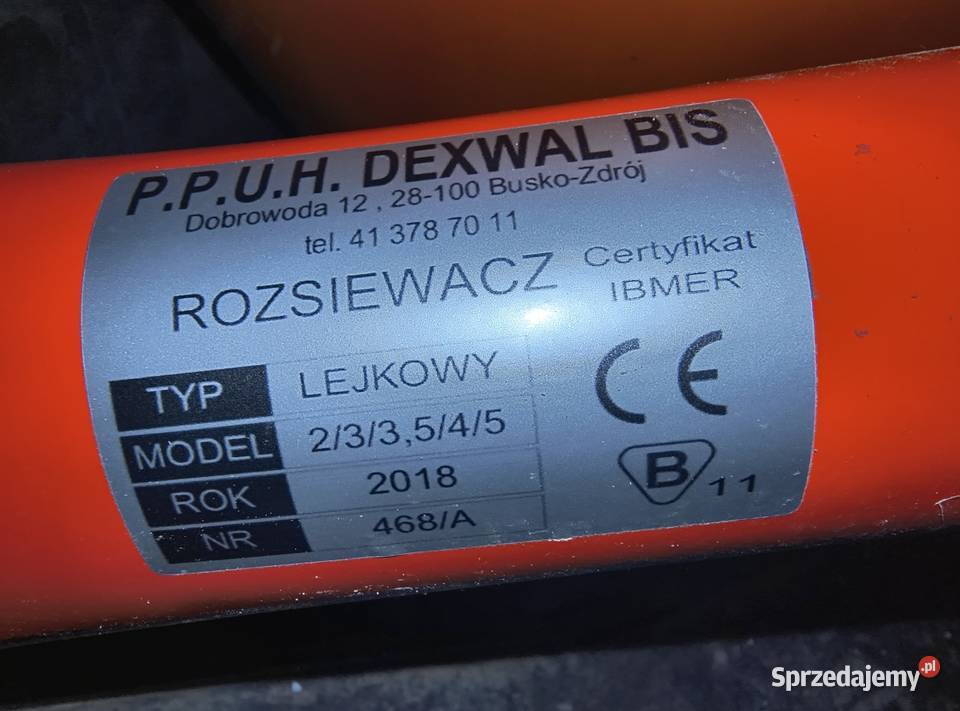 P.P.U.H. DEXWAL BIS
Dobrowoda 12 , 28-100 Busko-Zdrój
tel. 41 378 70 11
ROZSIEWACZ
Certyfikat
IBMER
TYP LEJKOWY
MODEL 2/3/3,5/4/5
ROK 2018
NR 468/A
CE
B 11
Sprzedajemy.pl